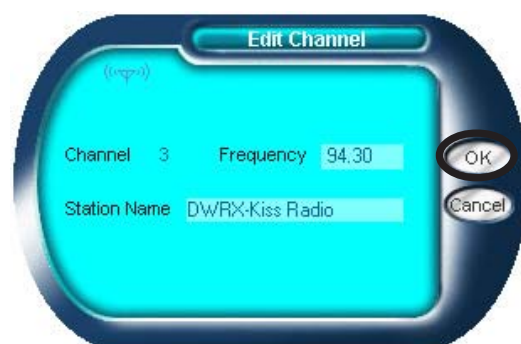 Edit Channel
Channel 3 Frequency 94.30 OK
Station Name DWRX-Kiss Radio Cancel